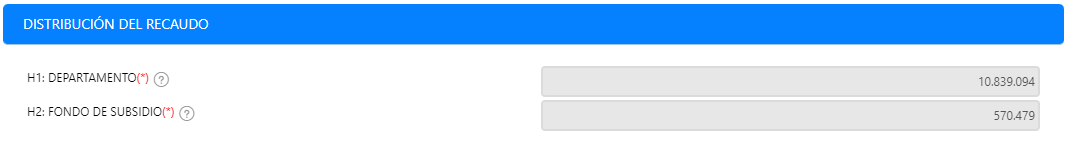 DISTRIBUCIÓN DEL RECAUDO
H1: DEPARTAMENTO(*) ? 10.839.094
H2: FONDO DE SUBSIDIO(*) ? 570.479